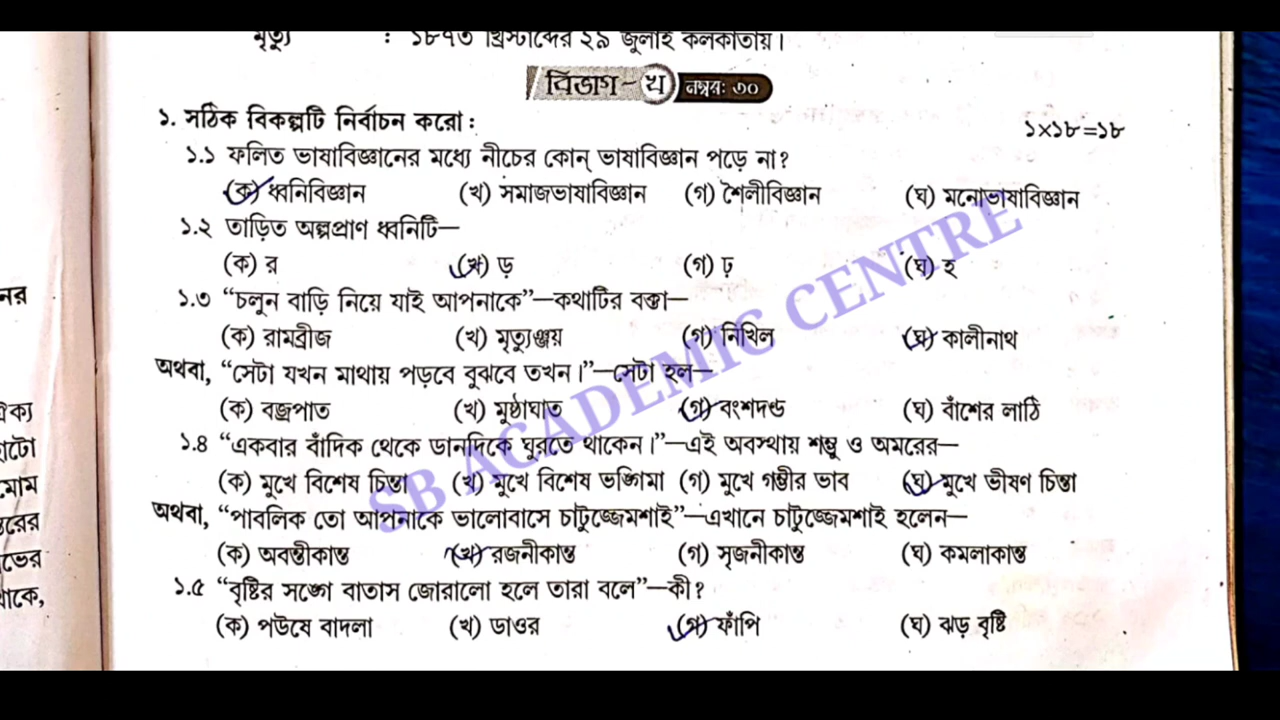 মৃত্যু : ১৮৭৩ খ্রিস্টাব্দের ২৯ জুলাই কলকাতায়।
বিভাগ - খ নম্বর: ৩০
১. সঠিক বিকল্পটি নির্বাচন করো : ১×১৮=১৮
১.১ ফলিত ভাষাবিজ্ঞানের মধ্যে নীচের কোন্ ভাষাবিজ্ঞান পড়ে না?
(ক) ধ্বনিবিজ্ঞান (খ) সমাজভাষাবিজ্ঞান (গ) শৈলীবিজ্ঞান (ঘ) মনোভাষাবিজ্ঞান
১.২ তাড়িত অল্পপ্রাণ ধ্বনিটি—
(ক) র (খ) ড় (গ) ঢ় (ঘ) হ
১.৩ “চলুন বাড়ি নিয়ে যাই আপনাকে”—কথাটির বক্তা—
(ক) রামব্রীজ (খ) মৃত্যুঞ্জয় (গ) নিখিল (ঘ) কালীনাথ
অথবা, “সেটা যখন মাথায় পড়বে বুঝবে তখন।”—সেটা হল—
(ক) বজ্রপাত (খ) মুষ্ঠাঘাত (গ) বংশদণ্ড (ঘ) বাঁশের লাঠি
১.৪ “একবার বাঁদিক থেকে ডানদিকে ঘুরতে থাকেন।”—এই অবস্থায় শম্ভু ও অমরের—
(ক) মুখে বিশেষ চিন্তা (খ) মুখে বিশেষ ভঙ্গিমা (গ) মুখে গম্ভীর ভাব (ঘ) মুখে ভীষণ চিন্তা
অথবা, “পাবলিক তো আপনাকে ভালোবাসে চাটুজ্জেমশাই”—এখানে চাটুজ্জেমশাই হলেন—
(ক) অবন্তীকান্ত (খ) রজনীকান্ত (গ) সৃজনীকান্ত (ঘ) কমলাকান্ত
১.৫ “বৃষ্টির সঙ্গে বাতাস জোরালো হলে তারা বলে”—কী?
(ক) পউষে বাদলা (খ) ডাওর (গ) ফাঁপি (ঘ) ঝড় বৃষ্টি
SB ACADEMIC CENTRE